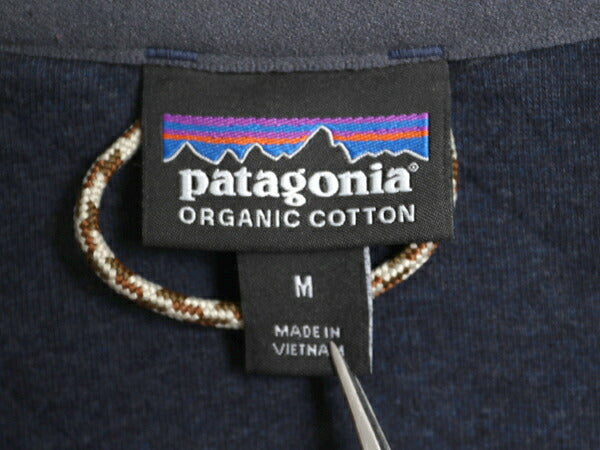 patagonia®
ORGANIC COTTON
M
MADE IN
VIETNAM